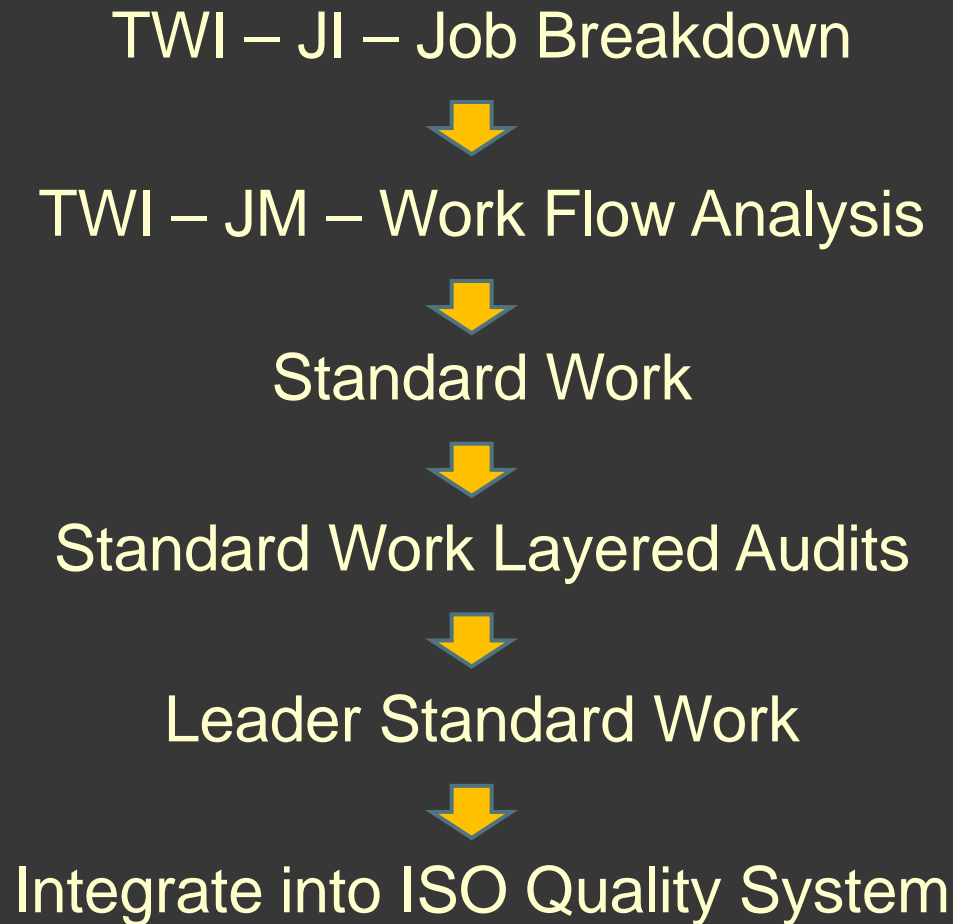 TWI – JI – Job Breakdown
TWI – JM – Work Flow Analysis
Standard Work
Standard Work Layered Audits
Leader Standard Work
Integrate into ISO Quality System